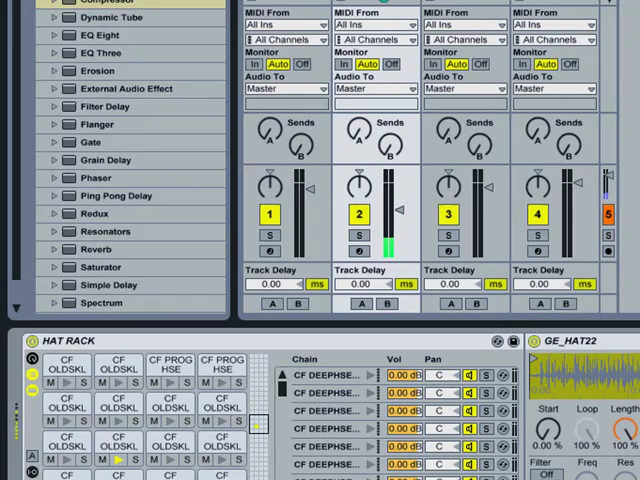 Compressor
Dynamic Tube
EQ Eight
EQ Three
Erosion
External Audio Effect
Filter Delay
Flanger
Gate
Grain Delay
Phaser
Ping Pong Delay
Redux
Resonators
Reverb
Saturator
Simple Delay
Spectrum
MIDI From MIDI From MIDI From MIDI From
All Ins All Ins All Ins All Ins
All Channels All Channels All Channels All Channels
Monitor Monitor Monitor Monitor
In Auto Off In Auto Off In Auto Off In Auto Off
Audio To Audio To Audio To Audio To
Master Master Master Master
Sends Sends Sends Sends
A B A B A B A B
1 2 3 4 5
S S S S S
Track Delay Track Delay Track Delay Track Delay
0.00 ms 0.00 ms 0.00 ms 0.00 ms
A B A B A B A B
HAT RACK
CF OLDSKL CF OLDSKL CF PROG HSE CF PROG HSE
M S M S M S M S
CF OLDSKL CF OLDSKL CF OLDSKL CF OLDSKL
M S M S M S M S
CF OLDSKL CF OLDSKL CF OLDSKL CF OLDSKL
M S M S M S M S
CF CF CF CF
A
Chain Vol Pan
CF DEEPHSE... 0.00 dB C S
CF DEEPHSE... 0.00 dB C S
CF DEEPHSE... 0.00 dB C S
CF DEEPHSE... 0.00 dB C S
CF DEEPHSE... 0.00 dB C S
CF DEEPHSE... 0.00 dB C S
GE_HAT22
Start Loop Length
0.00 % 100 % 100 %
Filter Freq Res
Off